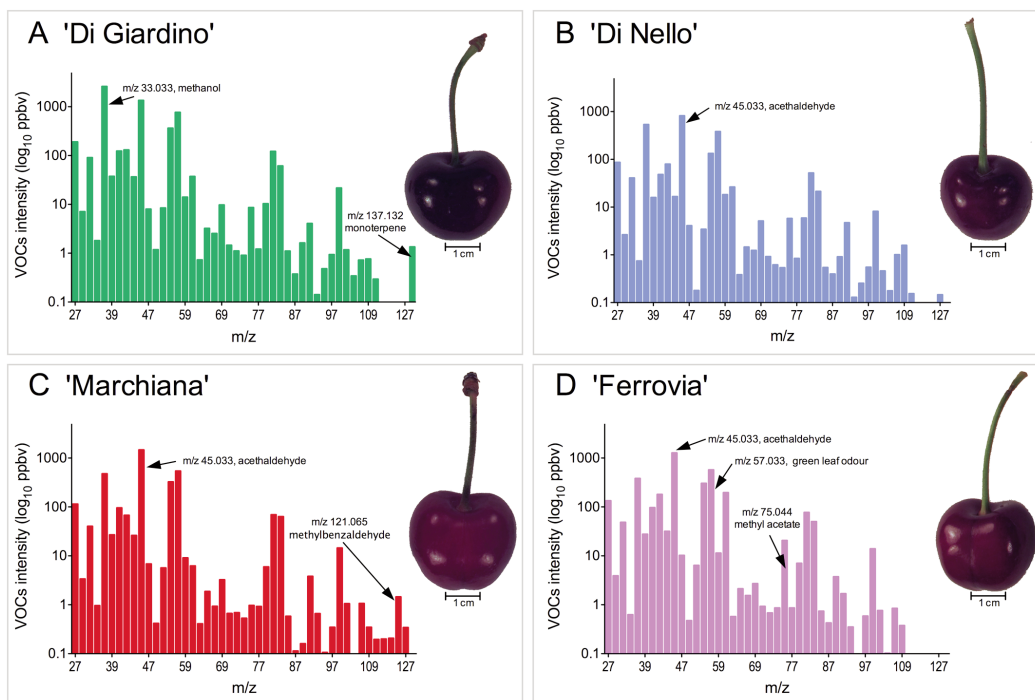 A 'Di Giardino'
VOCs intensity (log10 ppbv)
1000
100
10
1
0.1
m/z 33.033, methanol
m/z 137.132
monoterpene
1 cm
27 39 47 59 69 77 87 97 109 127
m/z
B 'Di Nello'
VOCs intensity (log10 ppbv)
1000
100
10
1
0.1
m/z 45.033, acethaldehyde
1 cm
27 39 47 59 69 77 87 97 109 127
m/z
C 'Marchiana'
VOCs intensity (log10 ppbv)
1000
100
10
1
0.1
m/z 45.033, acethaldehyde
m/z 121.065
methylbenzaldehyde
1 cm
27 39 47 59 69 77 87 97 109 127
m/z
D 'Ferrovia'
VOCs intensity (log10 ppbv)
1000
100
10
1
0.1
m/z 45.033, acethaldehyde
m/z 57.033, green leaf odour
m/z 75.044
methyl acetate
1 cm
27 39 47 59 69 77 87 97 109 127
m/z